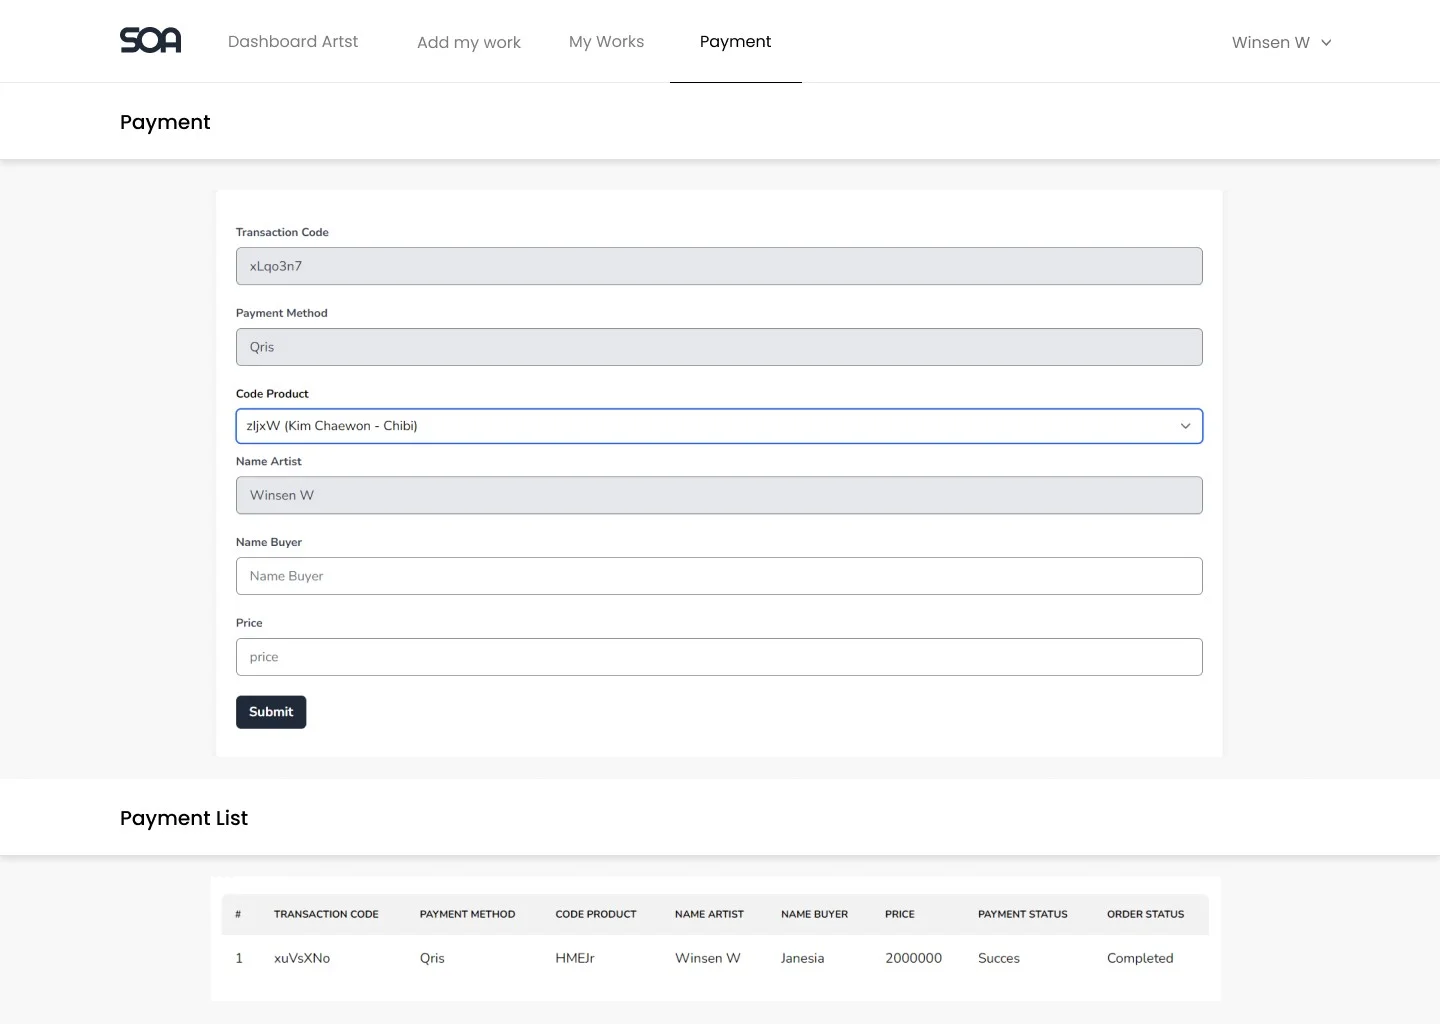 SOA Dashboard Artst Add my work My Works Payment Winsen W
Payment
Transaction Code
xLqo3n7
Payment Method
Qris
Code Product
zIjxW (Kim Chaewon - Chibi)
Name Artist
Winsen W
Name Buyer
Name Buyer
Price
price
Submit
Payment List
# TRANSACTION CODE PAYMENT METHOD CODE PRODUCT NAME ARTIST NAME BUYER PRICE PAYMENT STATUS ORDER STATUS
1 xuVsXNo Qris HMEJr Winsen W Janesia 2000000 Succes Completed